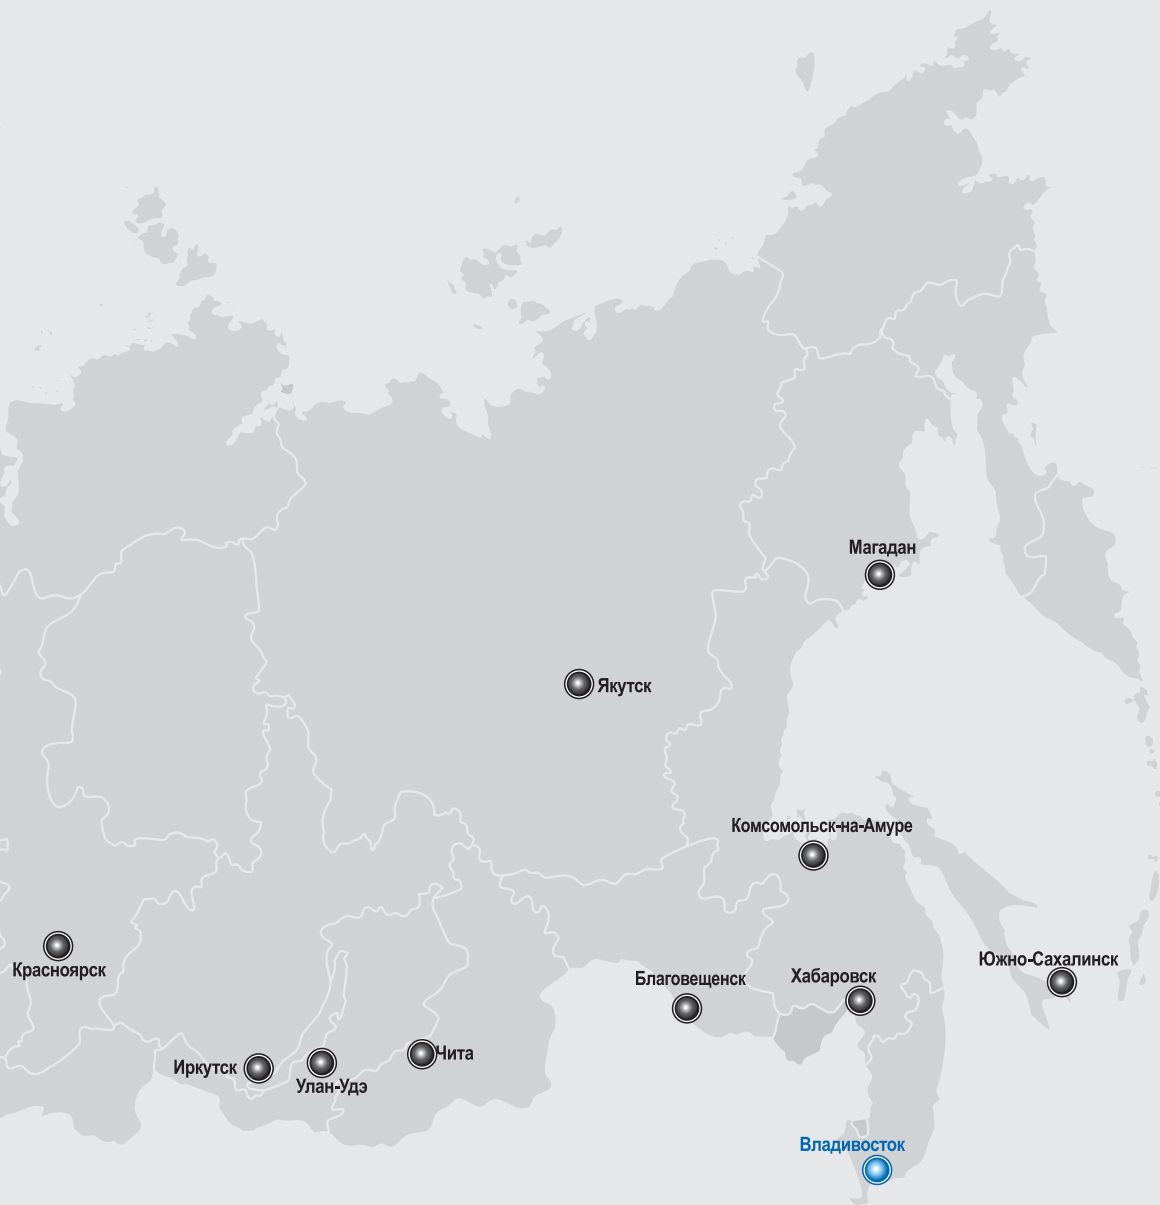 Магадан
Якутск
Комсомольск-на-Амуре
Красноярск
Южно-Сахалинск
Благовещенск
Хабаровск
Иркутск
Чита
Улан-Удэ
Владивосток